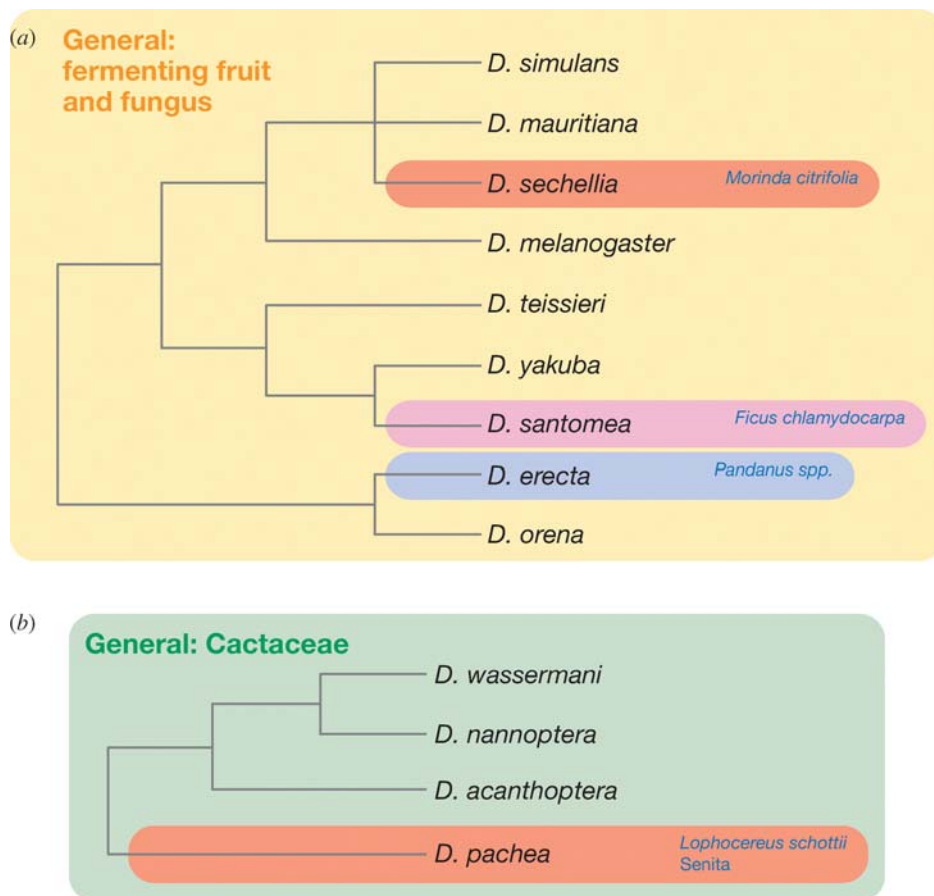 (a)
General:
fermenting fruit
and fungus
D. simulans
D. mauritiana
D. sechellia Morinda citrifolia
D. melanogaster
D. teissieri
D. yakuba
D. santomea Ficus chlamydocarpa
D. erecta Pandanus spp.
D. orena
(b)
General: Cactaceae
D. wassermani
D. nannoptera
D. acanthoptera
D. pachea Lophocereus schottii
Senita